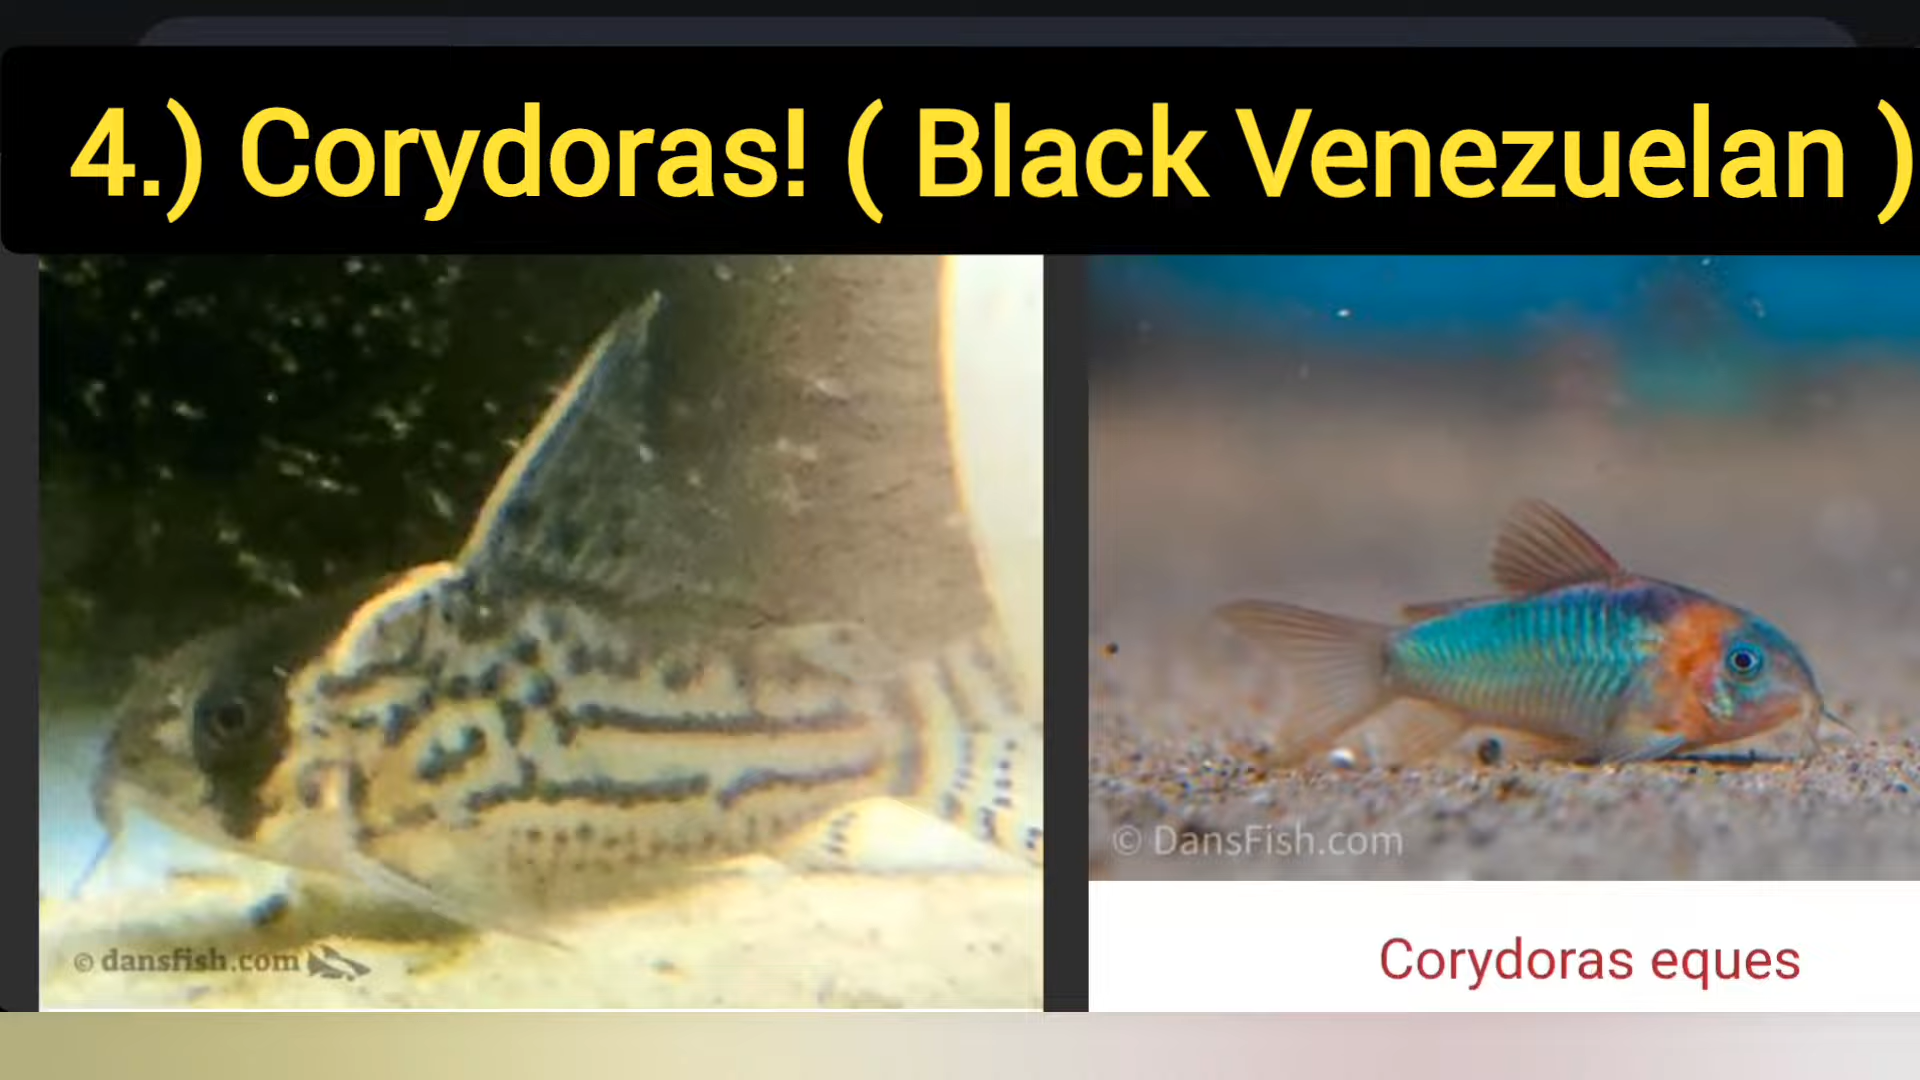 4.) Corydoras! ( Black Venezuelan )
© dansfish.com
© DansFish.com
Corydoras eques